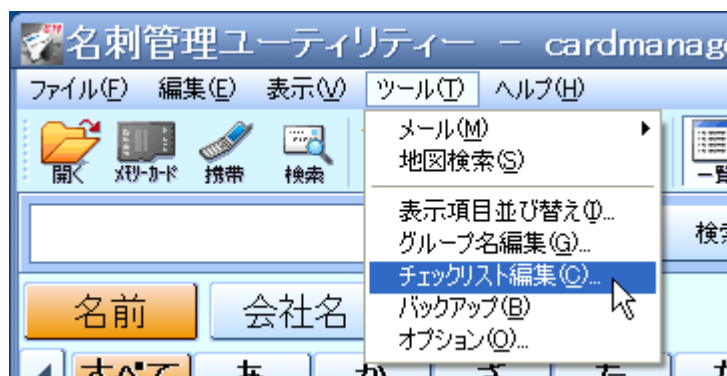 名刺管理ユーティリティー － cardmanag
ファイル(F) 編集(E) 表示(V) ツール(T) ヘルプ(H)
メール(M)
地図検索(S)
表示項目並び替え(I)...
グループ名編集(G)...
チェックリスト編集(C)...
バックアップ(B)
オプション(O)...
開く メモリーカード 携帯 検索 一覧
検索
名前 会社名
すべて あ か さ た